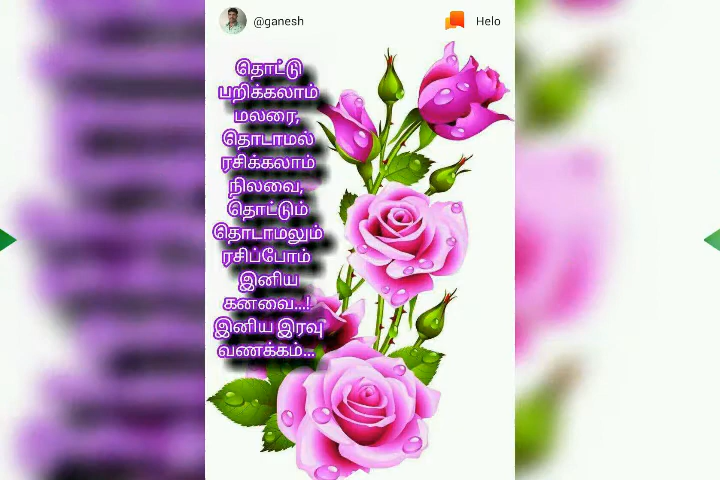 @ganesh
Helo
தொட்டு
பறிக்கலாம்
மலரை,
தொடாமல்
ரசிக்கலாம்
நிலவை,
தொட்டும்
தொடாமலும்
ரசிப்போம்
இனிய
கனவை...!
இனிய இரவு
வணக்கம்...